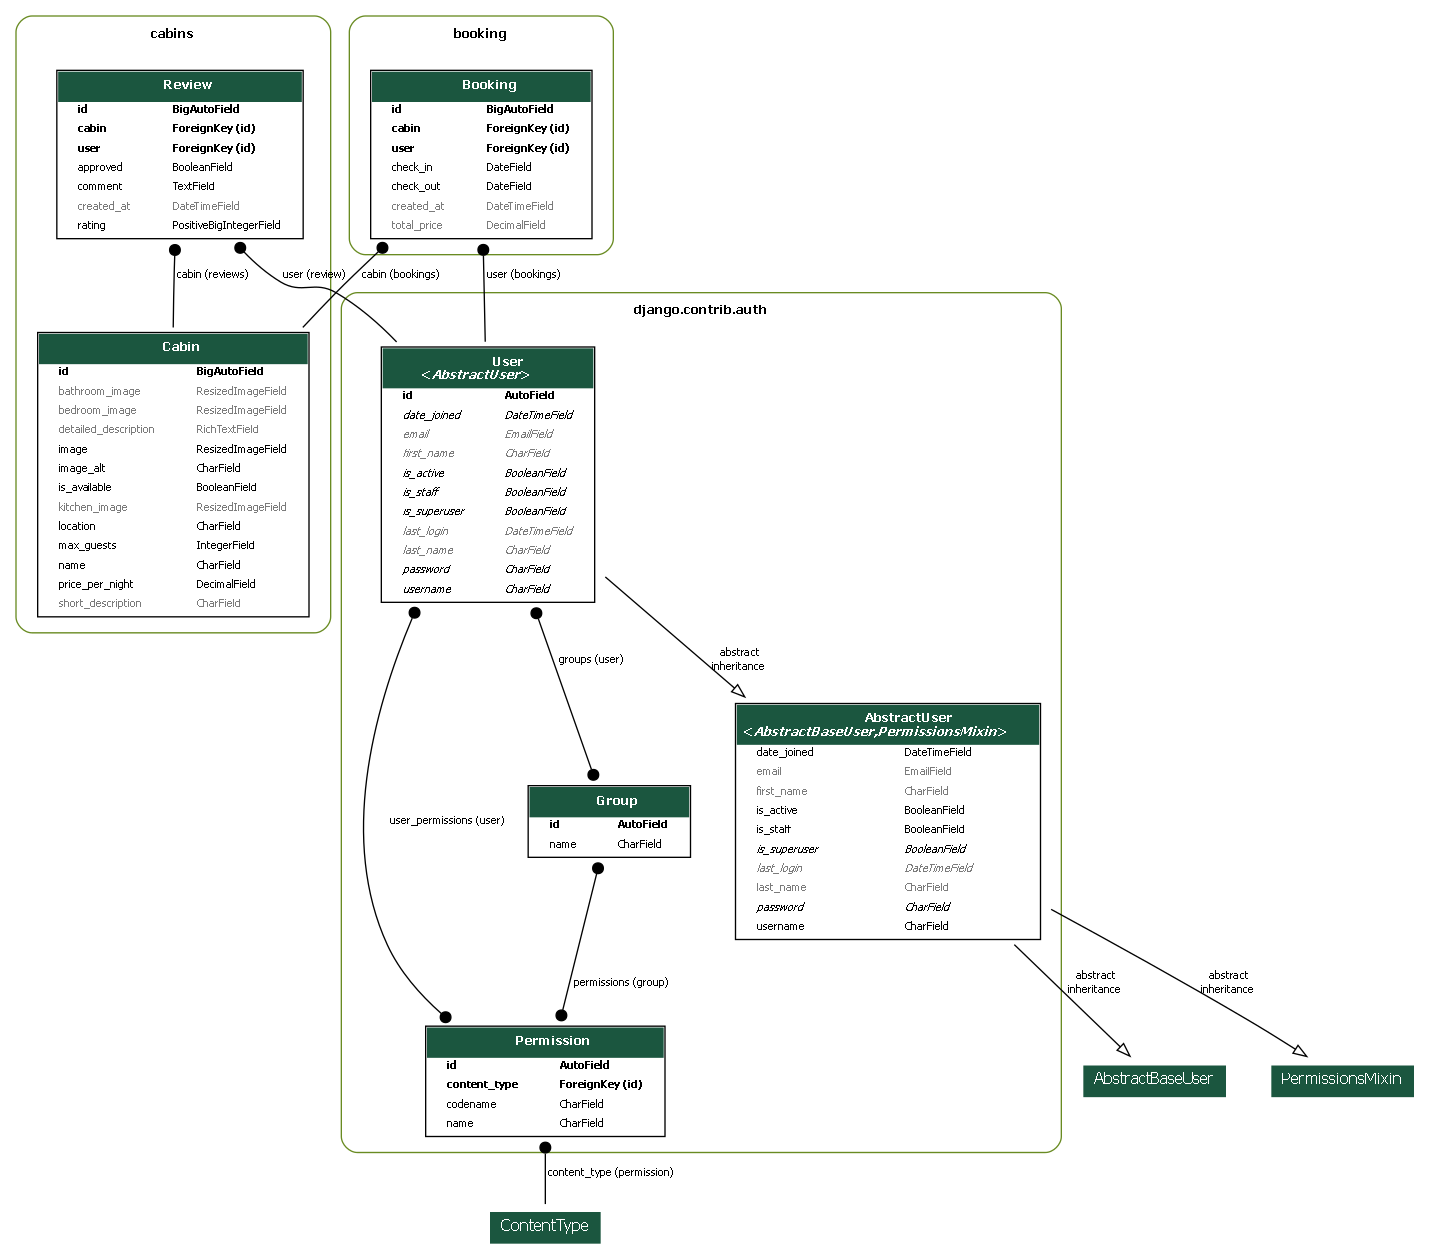 cabins
Review
id BigAutoField
cabin ForeignKey (id)
user ForeignKey (id)
approved BooleanField
comment TextField
created_at DateTimeField
rating PositiveBigIntegerField
booking
Booking
id BigAutoField
cabin ForeignKey (id)
user ForeignKey (id)
check_in DateField
check_out DateField
created_at DateTimeField
total_price DecimalField
cabin (reviews)
user (review)
cabin (bookings)
user (bookings)
Cabin
id BigAutoField
bathroom_image ResizedImageField
bedroom_image ResizedImageField
detailed_description RichTextField
image ResizedImageField
image_alt CharField
is_available BooleanField
kitchen_image ResizedImageField
location CharField
max_guests IntegerField
name CharField
price_per_night DecimalField
short_description CharField
django.contrib.auth
User
<AbstractUser>
id AutoField
date_joined DateTimeField
email EmailField
first_name CharField
is_active BooleanField
is_staff BooleanField
is_superuser BooleanField
last_login DateTimeField
last_name CharField
password CharField
username CharField
groups (user)
abstract
inheritance
AbstractUser
<AbstractBaseUser,PermissionsMixin>
date_joined DateTimeField
email EmailField
first_name CharField
is_active BooleanField
is_staff BooleanField
is_superuser BooleanField
last_login DateTimeField
last_name CharField
password CharField
username CharField
user_permissions (user)
Group
id AutoField
name CharField
permissions (group)
abstract
inheritance
abstract
inheritance
Permission
id AutoField
content_type ForeignKey (id)
codename CharField
name CharField
AbstractBaseUser
PermissionsMixin
content_type (permission)
ContentType